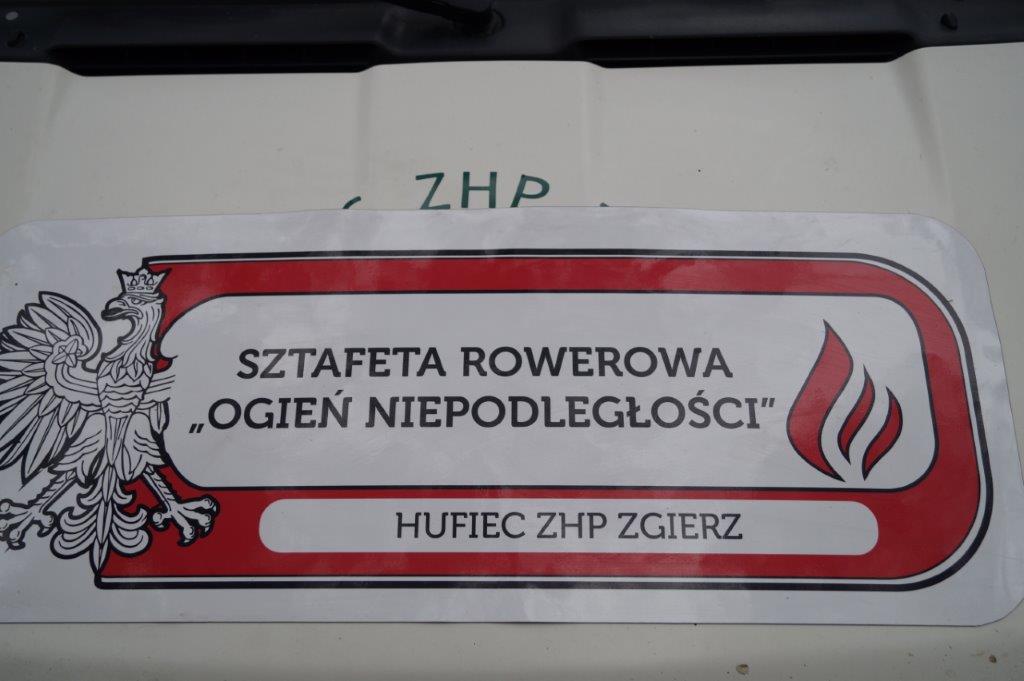 ZHP
SZTAFETA ROWEROWA
„OGIEŃ NIEPODLEGŁOŚCI”
HUFIEC ZHP ZGIERZ